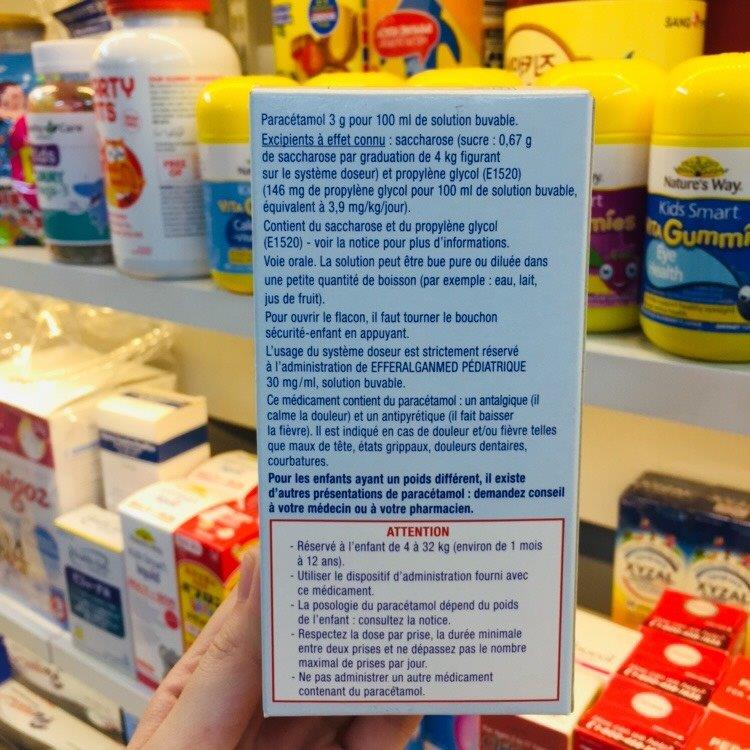 Paracétamol 3 g pour 100 ml de solution buvable.
Excipients à effet connu : saccharose (sucre : 0,67 g
de saccharose par graduation de 4 kg figurant
sur le système doseur) et propylène glycol (E1520)
(146 mg de propylène glycol pour 100 ml de solution buvable,
équivalent à 3,9 mg/kg/jour).
Contient du saccharose et du propylène glycol
(E1520) - voir la notice pour plus d'informations.
Voie orale. La solution peut être bue pure ou diluée dans
une petite quantité de boisson (par exemple : eau, lait,
jus de fruit).
Pour ouvrir le flacon, il faut tourner le bouchon
sécurité-enfant en appuyant.
L'usage du système doseur est strictement réservé
à l'administration de EFFERALGANMED PÉDIATRIQUE
30 mg/ml, solution buvable.
Ce médicament contient du paracétamol : un antalgique (il
calme la douleur) et un antipyrétique (il fait baisser
la fièvre). Il est indiqué en cas de douleur et/ou fièvre telles
que maux de tête, états grippaux, douleurs dentaires,
courbatures.
Pour les enfants ayant un poids différent, il existe
d'autres présentations de paracétamol : demandez conseil
à votre médecin ou à votre pharmacien.
ATTENTION
- Réservé à l'enfant de 4 à 32 kg (environ de 1 mois
à 12 ans).
- Utiliser le dispositif d'administration fourni avec
ce médicament.
- La posologie du paracétamol dépend du poids
de l'enfant : consultez la notice.
- Respectez la dose par prise, la durée minimale
entre deux prises et ne dépassez pas le nombre
maximal de prises par jour.
- Ne pas administrer un autre médicament
contenant du paracétamol.
Nature's Way.
Kids Smart
Gummi
Eye